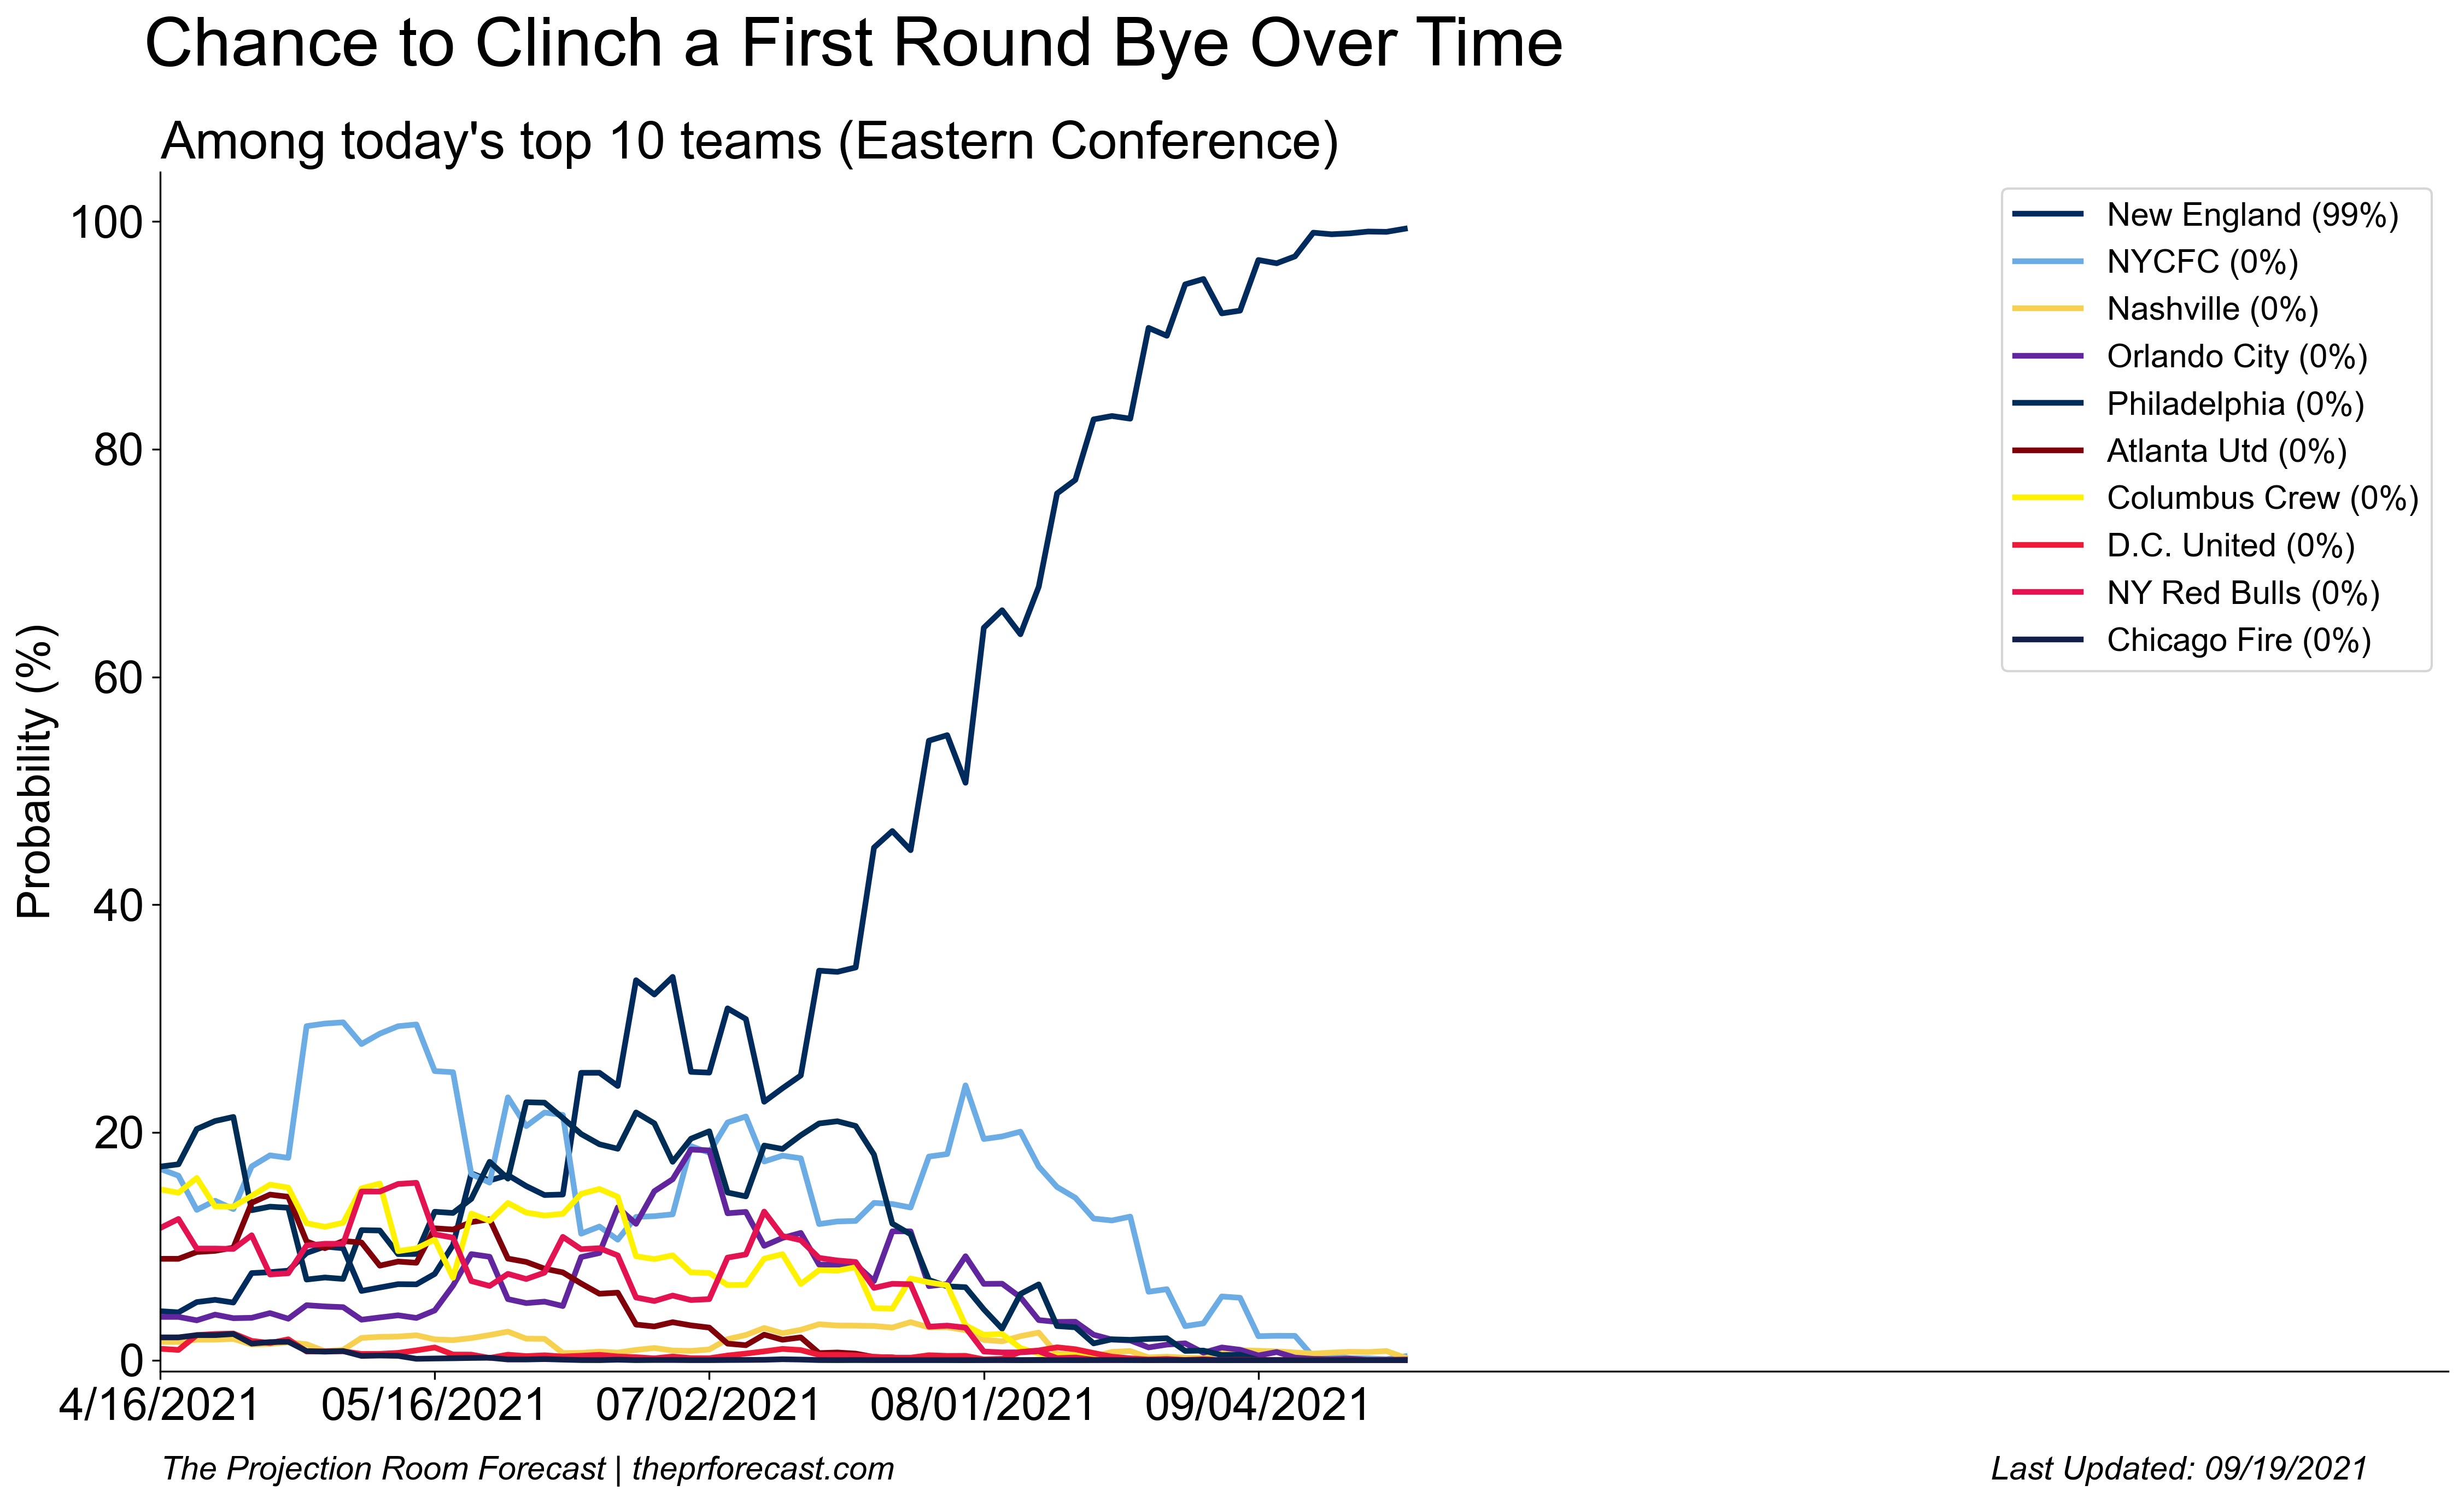 Chance to Clinch a First Round Bye Over Time
Among today's top 10 teams (Eastern Conference)
Probability (%)
100
80
60
40
20
0
4/16/2021
05/16/2021
07/02/2021
08/01/2021
09/04/2021
New England (99%)
NYCFC (0%)
Nashville (0%)
Orlando City (0%)
Philadelphia (0%)
Atlanta Utd (0%)
Columbus Crew (0%)
D.C. United (0%)
NY Red Bulls (0%)
Chicago Fire (0%)
The Projection Room Forecast | theprforecast.com
Last Updated: 09/19/2021